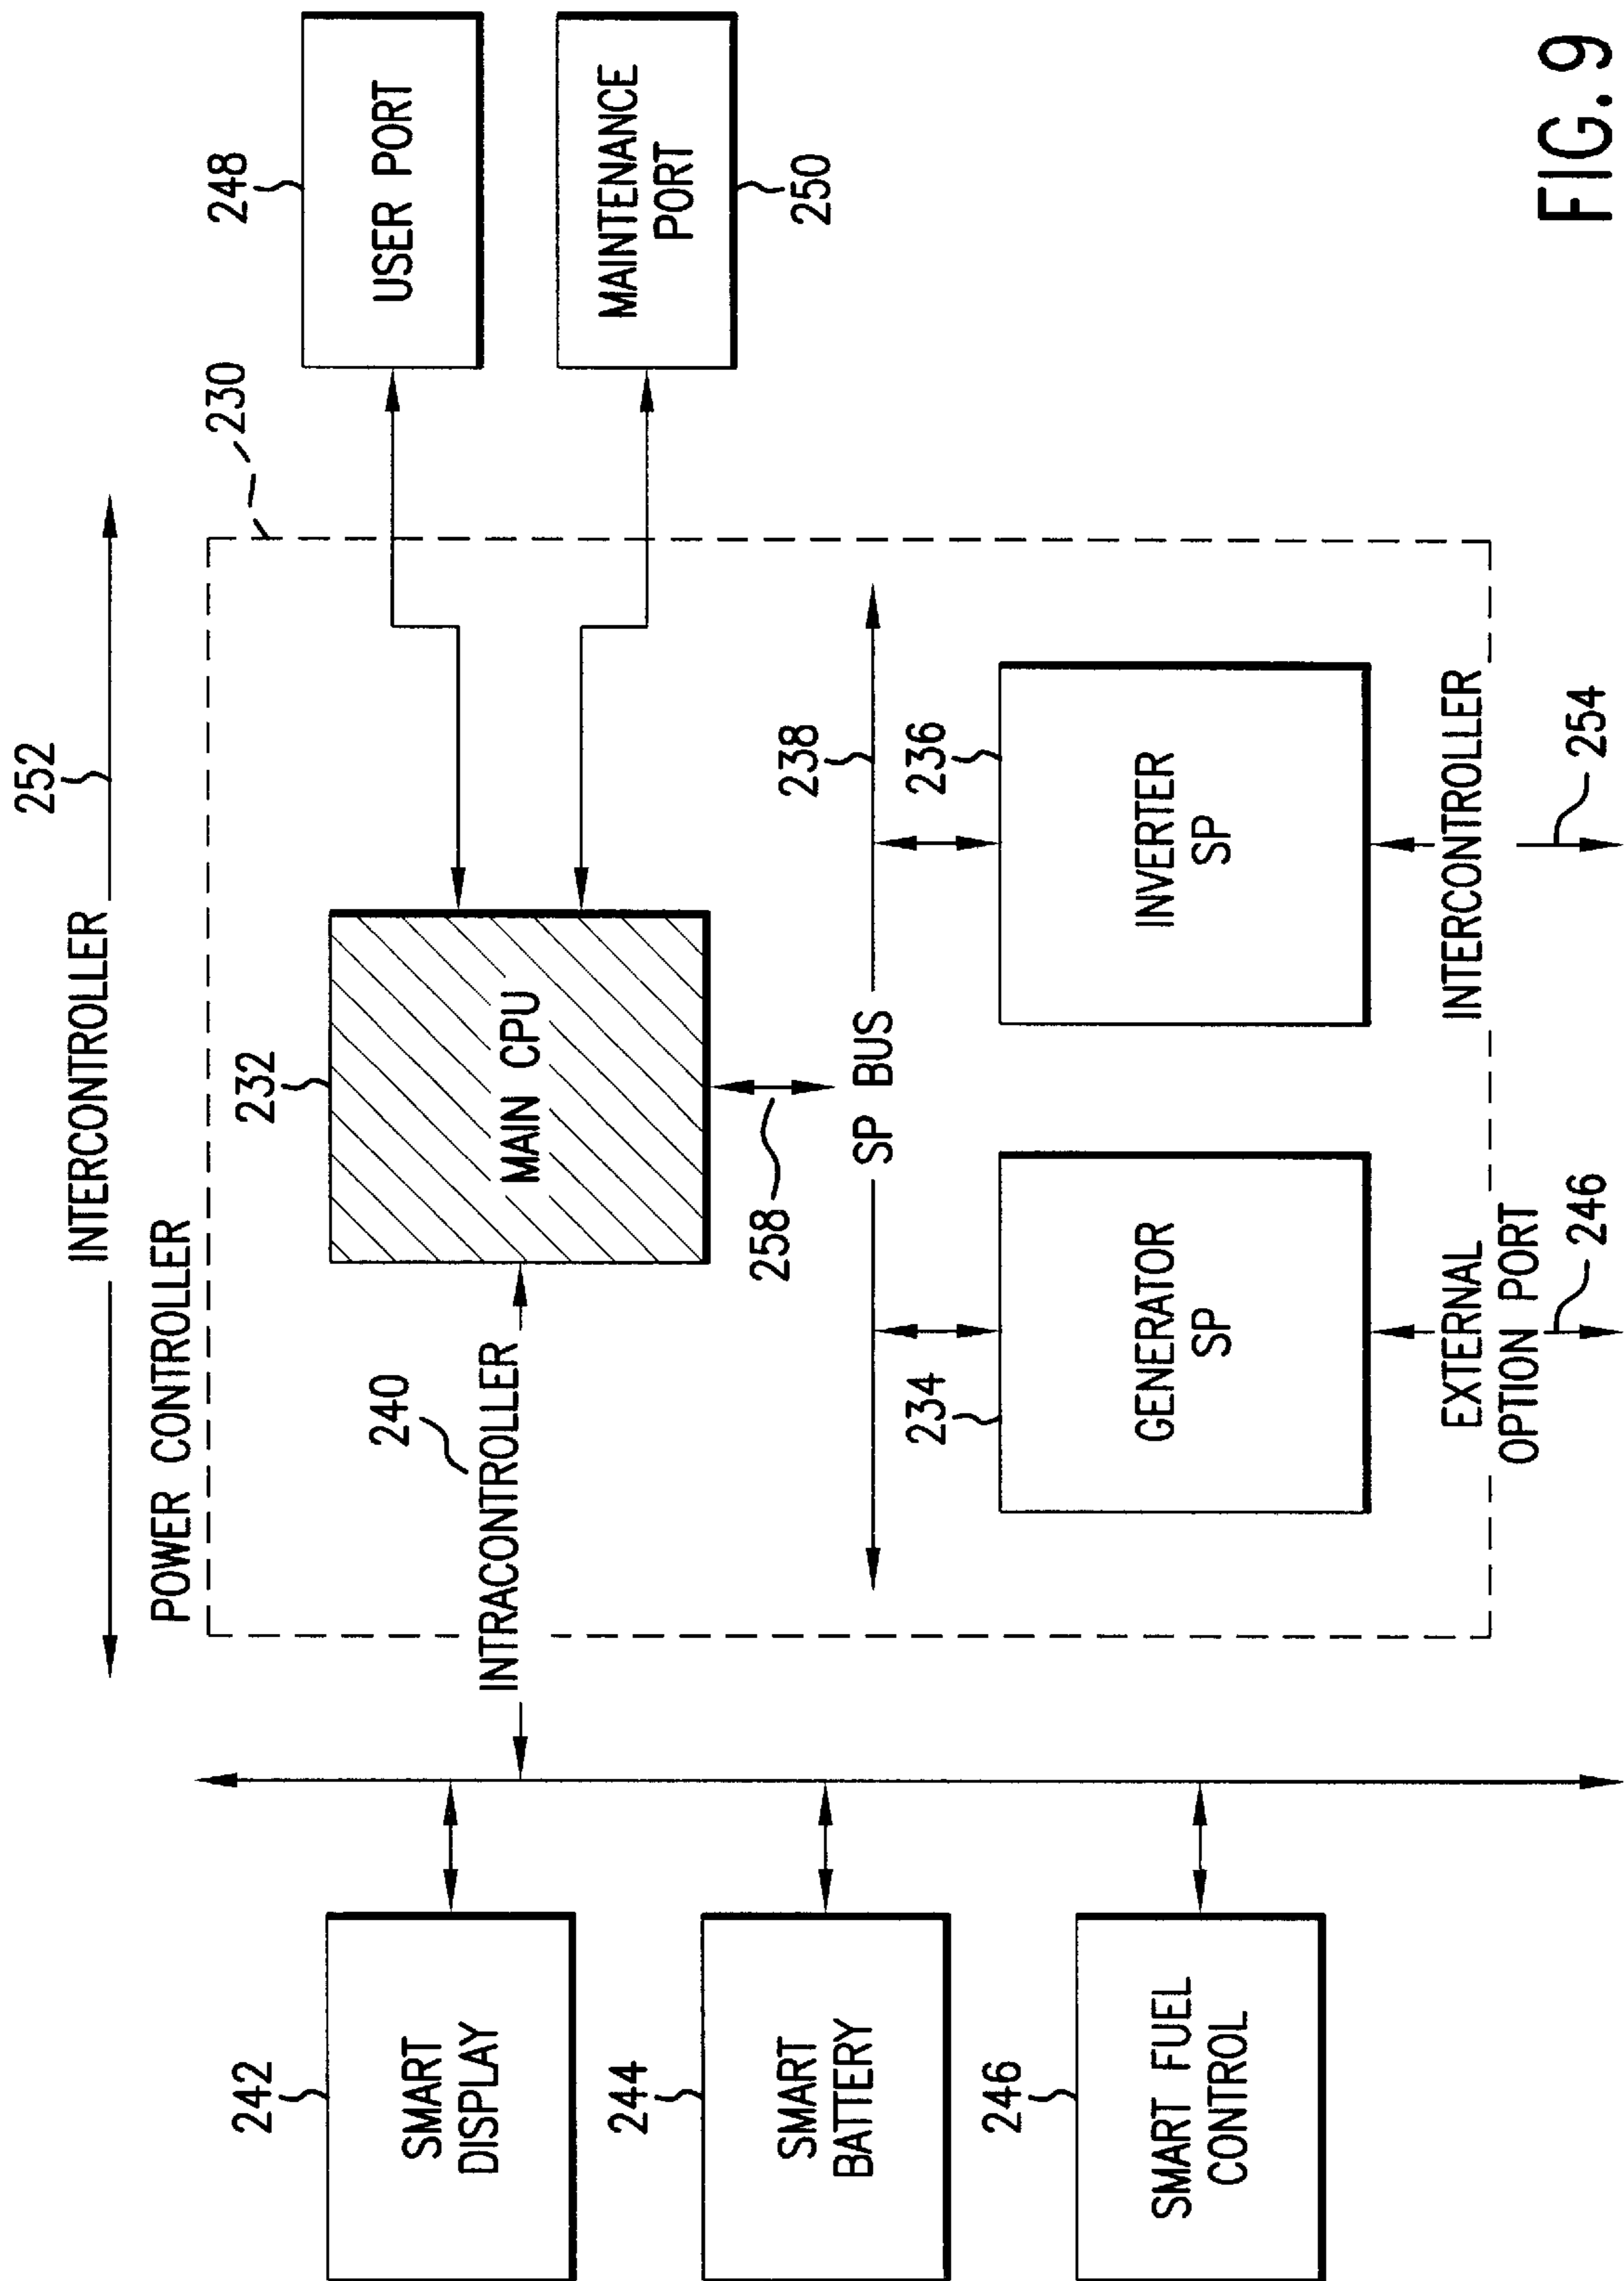 252
INTERCONTROLLER
POWER CONTROLLER
230
248
USER PORT
MAINTENANCE
PORT
250
232
MAIN CPU
240
INTRACONTROLLER
258
SP BUS
238
242
SMART
DISPLAY
244
SMART
BATTERY
246
SMART FUEL
CONTROL
234
GENERATOR
SP
236
INVERTER
SP
EXTERNAL
OPTION PORT
246
INTERCONTROLLER
254
FIG. 9